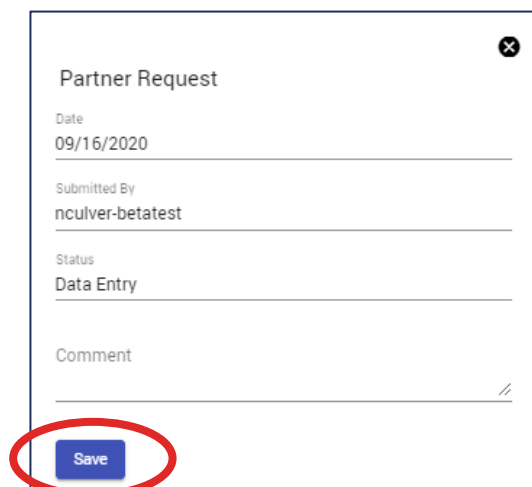 Partner Request
Date
09/16/2020
Submitted By
nculver-betatest
Status
Data Entry
Comment
Save